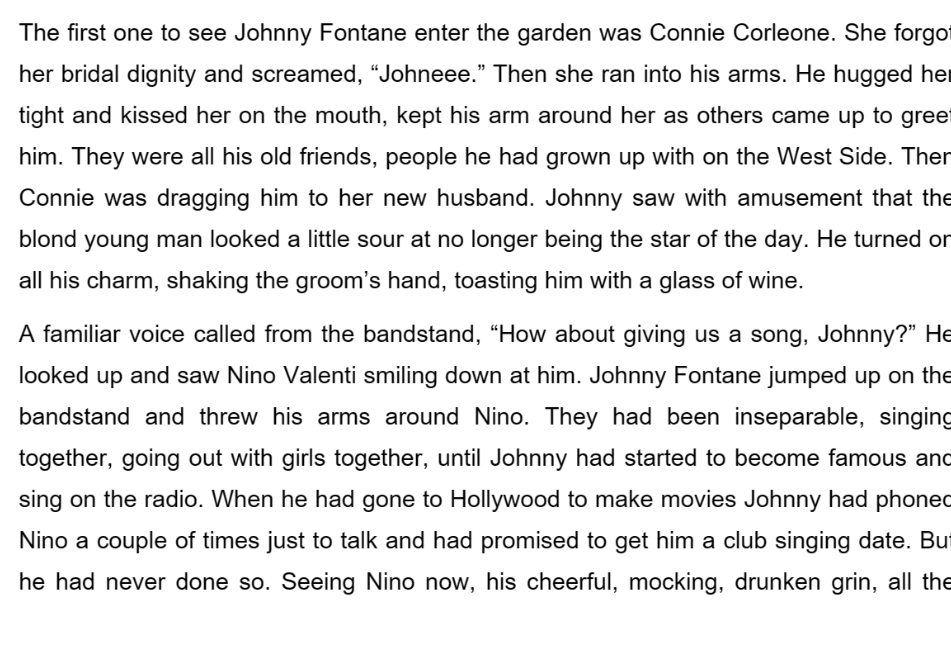 The first one to see Johnny Fontane enter the garden was Connie Corleone. She forgot
her bridal dignity and screamed, “Johneee.” Then she ran into his arms. He hugged her
tight and kissed her on the mouth, kept his arm around her as others came up to greet
him. They were all his old friends, people he had grown up with on the West Side. Then
Connie was dragging him to her new husband. Johnny saw with amusement that the
blond young man looked a little sour at no longer being the star of the day. He turned on
all his charm, shaking the groom’s hand, toasting him with a glass of wine.
A familiar voice called from the bandstand, “How about giving us a song, Johnny?” He
looked up and saw Nino Valenti smiling down at him. Johnny Fontane jumped up on the
bandstand and threw his arms around Nino. They had been inseparable, singing
together, going out with girls together, until Johnny had started to become famous and
sing on the radio. When he had gone to Hollywood to make movies Johnny had phoned
Nino a couple of times just to talk and had promised to get him a club singing date. But
he had never done so. Seeing Nino now, his cheerful, mocking, drunken grin, all the